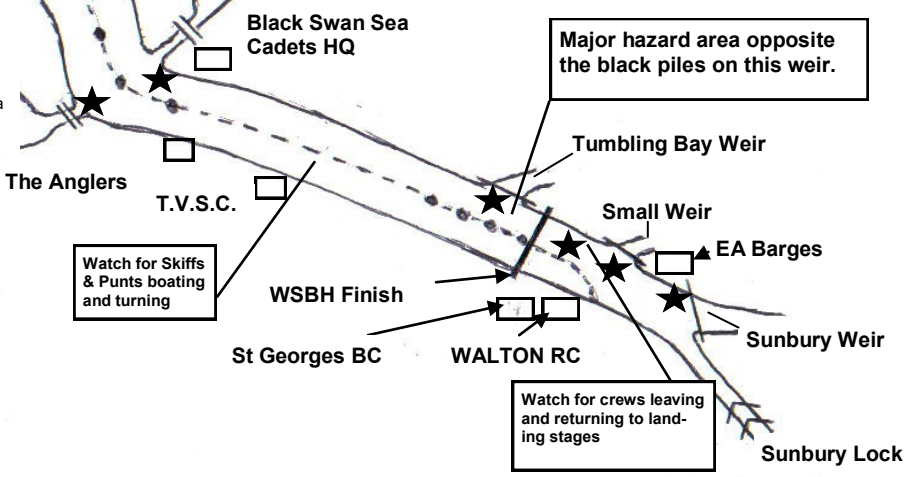 Black Swan Sea
Cadets HQ
Major hazard area opposite
the black piles on this weir.
a
Tumbling Bay Weir
The Anglers
T.V.S.C.
Small Weir
EA Barges
Watch for Skiffs
& Punts boating
and turning
WSBH Finish
Sunbury Weir
St Georges BC
WALTON RC
Watch for crews leaving
and returning to land-
ing stages
Sunbury Lock